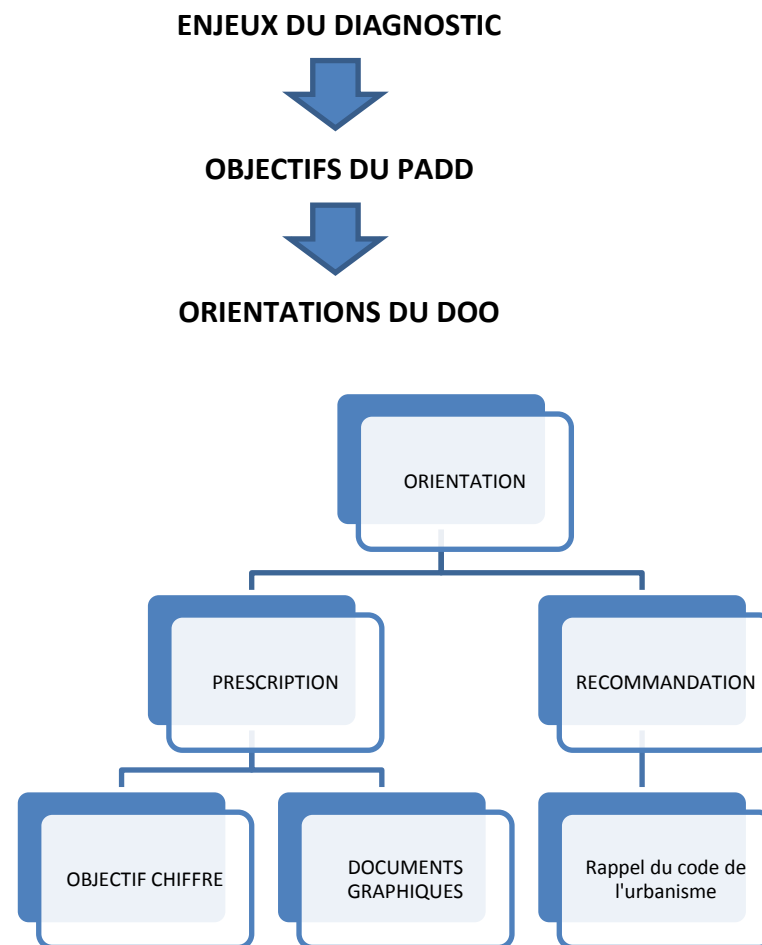 ENJEUX DU DIAGNOSTIC
OBJECTIFS DU PADD
ORIENTATIONS DU DOO
ORIENTATION
PRESCRIPTION
RECOMMANDATION
OBJECTIF CHIFFRE
DOCUMENTS
GRAPHIQUES
Rappel du code de
l'urbanisme